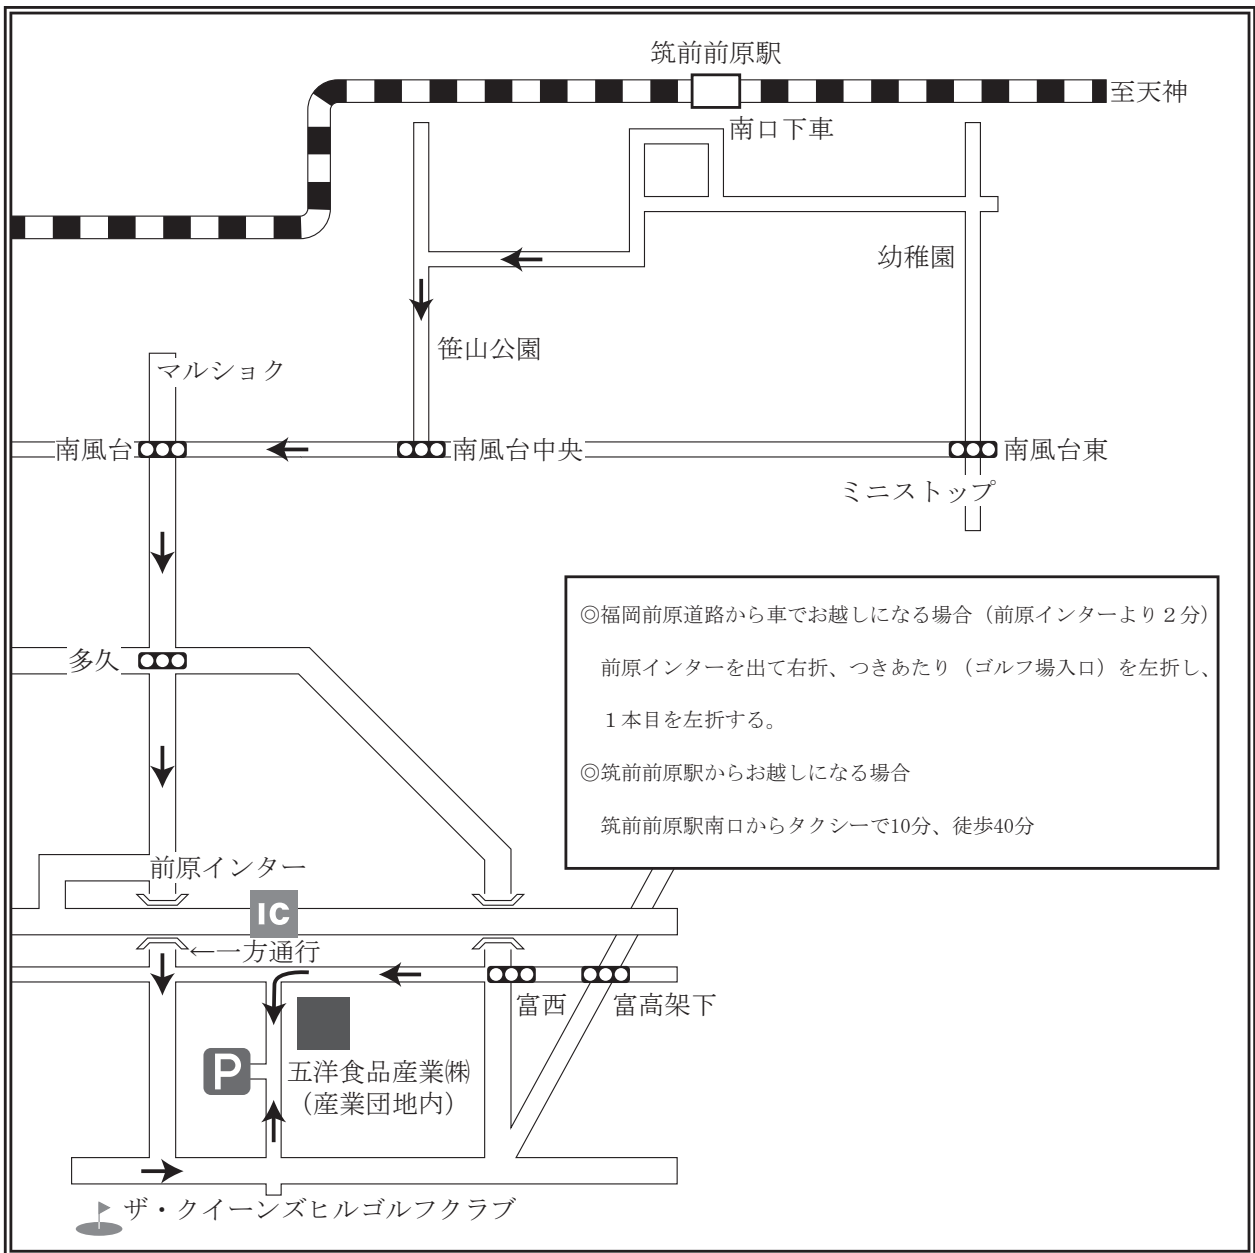 筑前前原駅
至天神
南口下車
幼稚園
笹山公園
マルショク
南風台
南風台中央
南風台東
ミニストップ
◎福岡前原道路から車でお越しになる場合（前原インターより２分）
前原インターを出て右折、つきあたり（ゴルフ場入口）を左折し、
１本目を左折する。
◎筑前前原駅からお越しになる場合
筑前前原駅南口からタクシーで10分、徒歩40分
多久
前原インター
IC
←一方通行
富西
富高架下
P
五洋食品産業㈱
（産業団地内）
ザ・クイーンズヒルゴルフクラブ